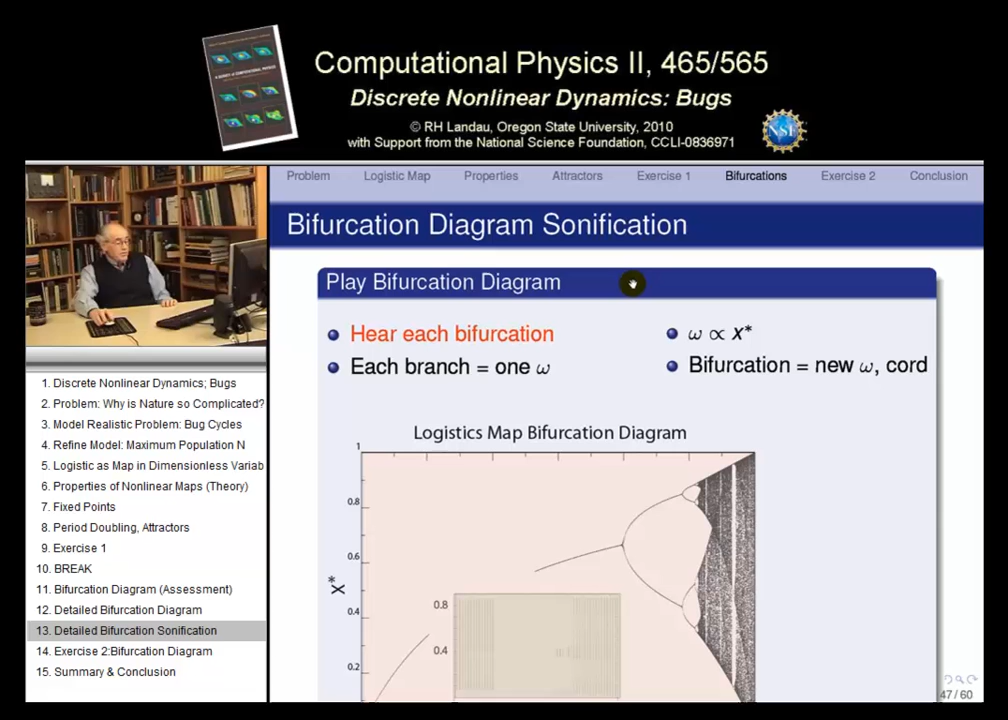 Computational Physics II, 465/565
Discrete Nonlinear Dynamics: Bugs
© RH Landau, Oregon State University, 2010
with Support from the National Science Foundation, CCLI-0836971
NSF
Problem Logistic Map Properties Attractors Exercise 1 Bifurcations Exercise 2 Conclusion
Bifurcation Diagram Sonification
Play Bifurcation Diagram
Hear each bifurcation
Each branch = one ω
ω ∝ x*
Bifurcation = new ω, cord
Logistics Map Bifurcation Diagram
1
0.8
0.6
0.4
0.2
X*
0.8
0.4
1. Discrete Nonlinear Dynamics; Bugs
2. Problem: Why is Nature so Complicated?
3. Model Realistic Problem: Bug Cycles
4. Refine Model: Maximum Population N
5. Logistic as Map in Dimensionless Variab
6. Properties of Nonlinear Maps (Theory)
7. Fixed Points
8. Period Doubling, Attractors
9. Exercise 1
10. BREAK
11. Bifurcation Diagram (Assessment)
12. Detailed Bifurcation Diagram
13. Detailed Bifurcation Sonification
14. Exercise 2:Bifurcation Diagram
15. Summary & Conclusion
47 / 60